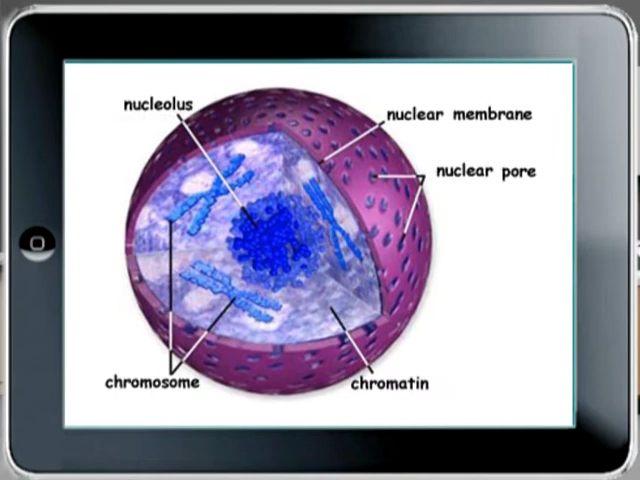 nucleolus
nuclear membrane
nuclear pore
chromosome
chromatin